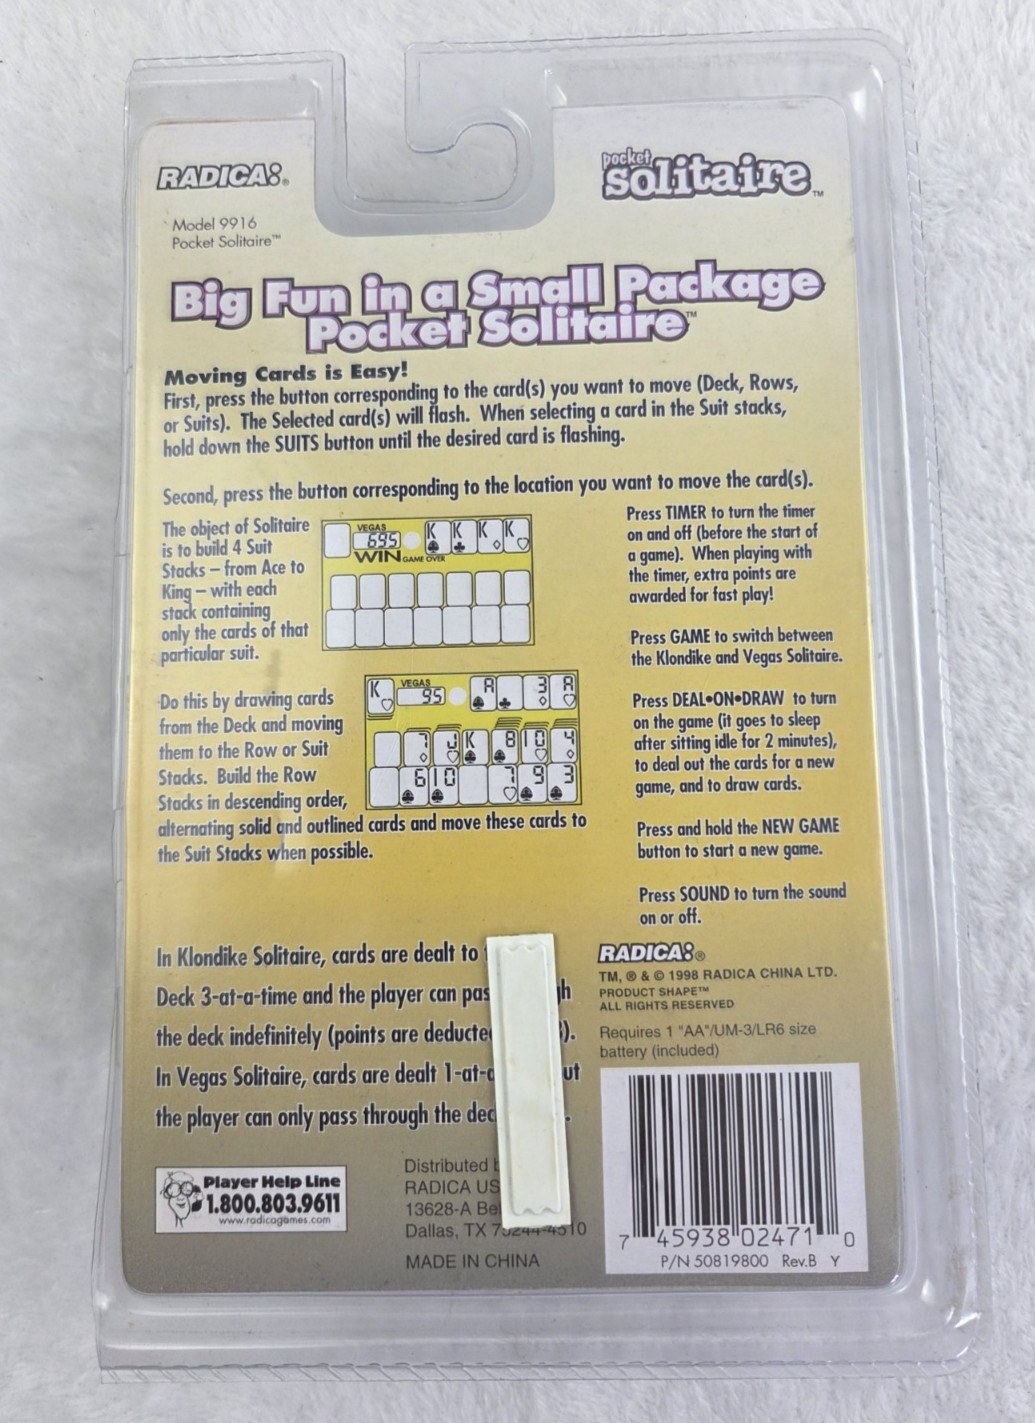 RADICA®
pocket
solitaire™
Model 9916
Pocket Solitaire™
Big Fun in a Small Package
Pocket Solitaire™
Moving Cards is Easy!
First, press the button corresponding to the card(s) you want to move (Deck, Rows,
or Suits). The Selected card(s) will flash. When selecting a card in the Suit stacks,
hold down the SUITS button until the desired card is flashing.
Second, press the button corresponding to the location you want to move the card(s).
The object of Solitaire
is to build 4 Suit
Stacks – from Ace to
King – with each
stack containing
only the cards of that
particular suit.
VEGAS
695
K K K K
WIN GAME OVER
Do this by drawing cards
from the Deck and moving
them to the Row or Suit
Stacks. Build the Row
Stacks in descending order,
alternating solid and outlined cards and move these cards to
the Suit Stacks when possible.
K VEGAS 95 A 3 A
7 J K 8 10 4
6 10 7 9 3
Press TIMER to turn the timer
on and off (before the start of
a game). When playing with
the timer, extra points are
awarded for fast play!
Press GAME to switch between
the Klondike and Vegas Solitaire.
Press DEAL•ON•DRAW to turn
on the game (it goes to sleep
after sitting idle for 2 minutes),
to deal out the cards for a new
game, and to draw cards.
Press and hold the NEW GAME
button to start a new game.
Press SOUND to turn the sound
on or off.
In Klondike Solitaire, cards are dealt to
Deck 3-at-a-time and the player can
the deck indefinitely (points are
In Vegas Solitaire, cards are dealt
the player can only pass through the
RADICA®
TM, ® & © 1998 RADICA CHINA LTD.
PRODUCT SHAPE™
ALL RIGHTS RESERVED
Requires 1 "AA"/UM-3/LR6 size
battery (included)
Player Help Line
1.800.803.9611
www.radicagames.com
Distributed
RADICA
13628-A
Dallas, TX 75244-4510
MADE IN CHINA
7 45938 02471 0
P/N 50819800 Rev.B Y